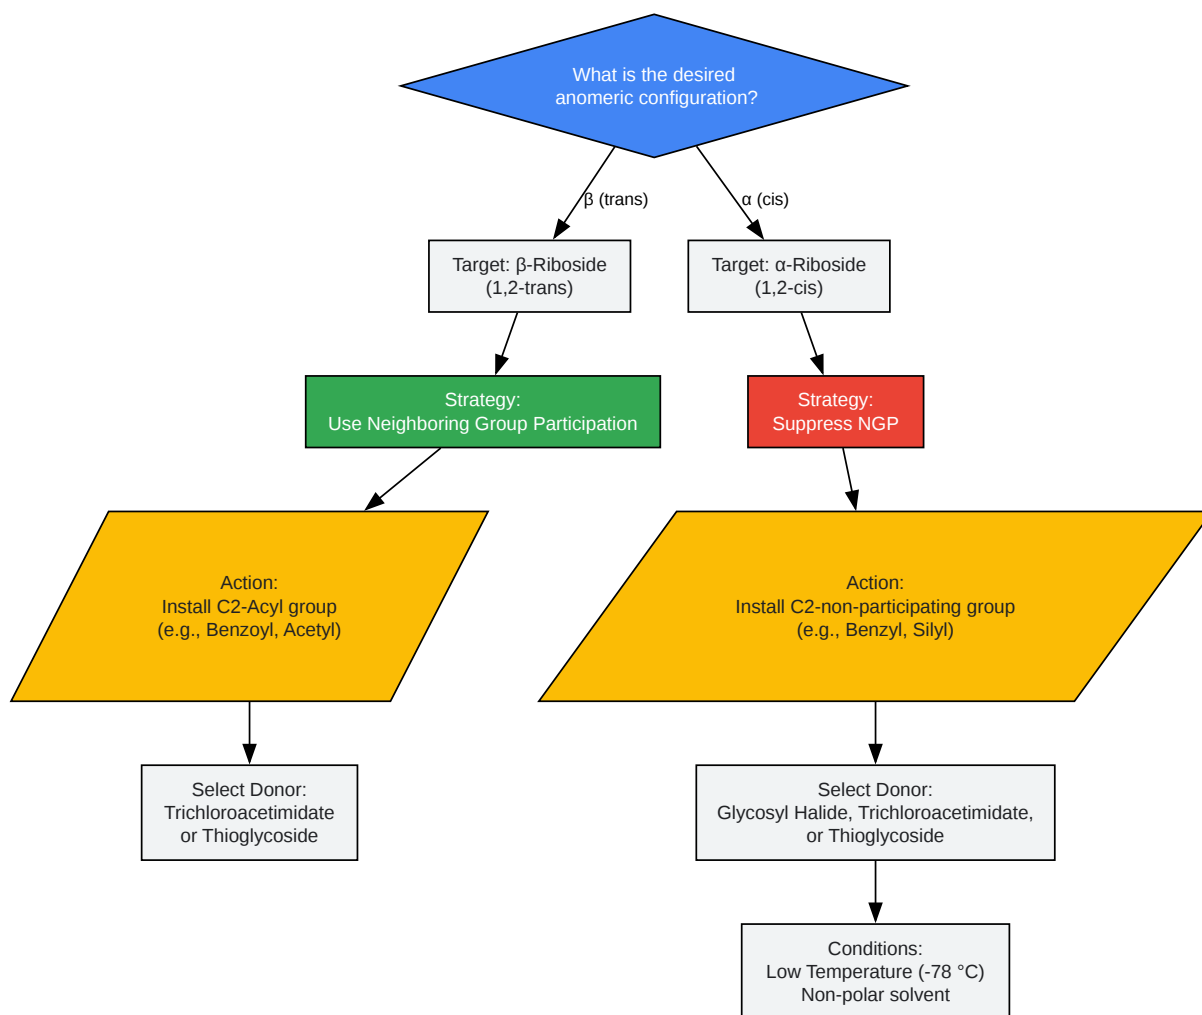 What is the desired
anomeric configuration?
β (trans)
α (cis)
Target: β-Riboside
(1,2-trans)
Target: α-Riboside
(1,2-cis)
Strategy:
Use Neighboring Group Participation
Strategy:
Suppress NGP
Action:
Install C2-Acyl group
(e.g., Benzoyl, Acetyl)
Action:
Install C2-non-participating group
(e.g., Benzyl, Silyl)
Select Donor:
Trichloroacetimidate
or Thioglycoside
Select Donor:
Glycosyl Halide, Trichloroacetimidate,
or Thioglycoside
Conditions:
Low Temperature (-78 °C)
Non-polar solvent